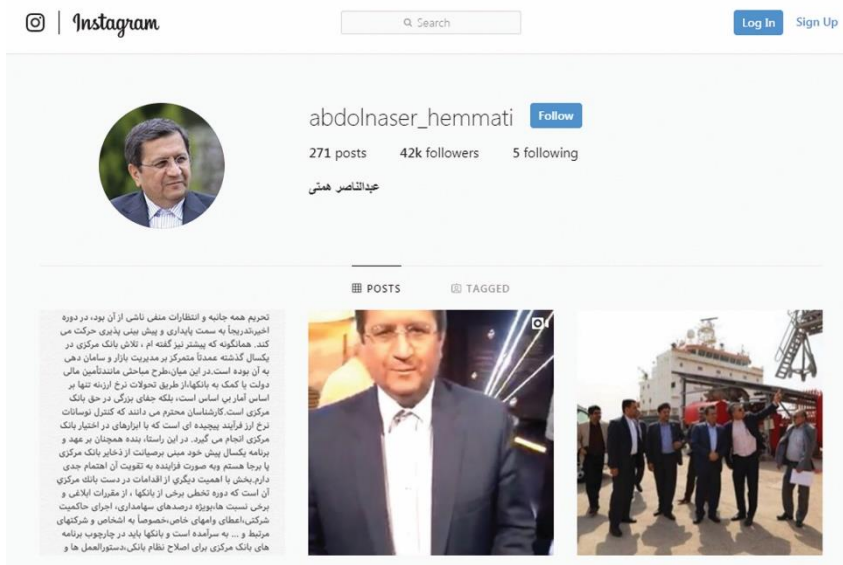 Instagram
Search
Log In
Sign Up
abdolnaser_hemmati
Follow
271 posts
42k followers
5 following
عبدالناصر همتی
POSTS
TAGGED
تحریم همه جانبه و انتظارات منفی ناشی از آن بود، در دوره
اخیر،تدریجاً به سمت پایداری و پیش بینی پذیری حرکت می
کند. همانگونه که پیشتر نیز گفته ام ، تلاش بانک مرکزی در
یکسال گذشته عمدتاً متمرکز بر مدیریت بازار و سامان دهی
به آن بوده است.در این میان،طرح مباحثی مانندتأمین مالی
دولت یا کمک به بانکها،از طریق تحولات نرخ ارز،نه تنها بر
اساس آمار بي اساس است، بلکه جفای بزرگی در حق بانک
مرکزی است.کارشناسان محترم می دانند که کنترل نوسانات
نرخ ارز فرآیند پیچیده ای است که با ابزارهای در اختیار بانک
مرکزی انجام می گیرد. در این راستا، بنده همچنان بر عهد و
برنامه یکسال پیش خود مبنی برصیانت از ذخایر بانک مرکزی
پا برجا هستم وبه صورت فزاینده به تقویت آن اهتمام جدی
دارم.بخش با اهمیت دیگري از اقدامات در دست بانك مركزي
آن است که دوره تخطی برخی از بانکها ، از مقررات ابلاغی و
برخی نسبت ها،بویژه درصدهای سهامداری، اجرای حاکمیت
شرکتی،اعطای وامهای خاص،خصوصاً به اشخاص و شرکتهای
مرتبط و ... به سرآمده است و بانکها باید در چارچوب برنامه
های بانک مرکزی برای اصلاح نظام بانکی،دستورالعمل ها و